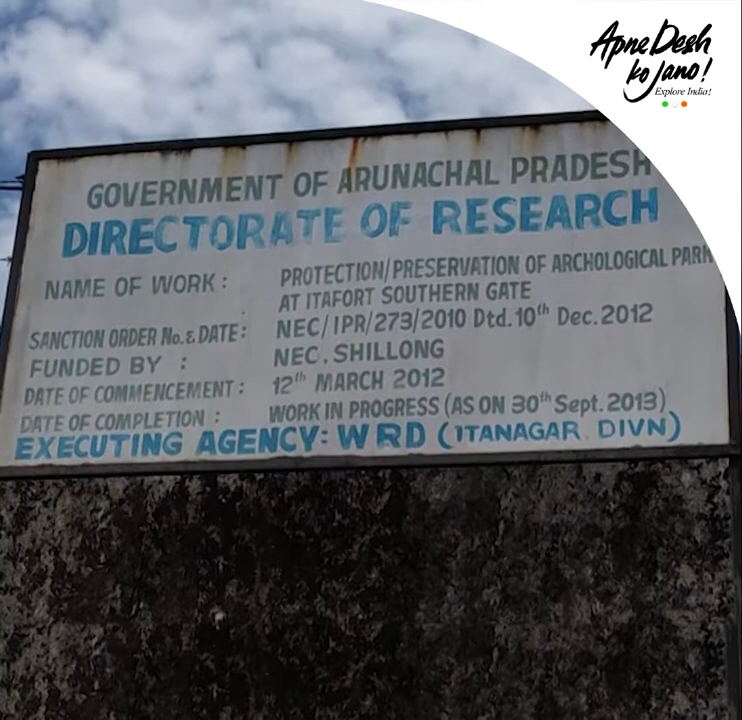 Apne Desh
ko Jano!
Explore India!
GOVERNMENT OF ARUNACHAL PRADESH
DIRECTORATE OF RESEARCH
NAME OF WORK : PROTECTION/PRESERVATION OF ARCHOLOGICAL PARK
AT ITAFORT SOUTHERN GATE
SANCTION ORDER No.& DATE: NEC/IPR/273/2010 Dtd.10th Dec.2012
FUNDED BY : NEC. SHILLONG
DATE OF COMMENCEMENT : 12th MARCH 2012
DATE OF COMPLETION : WORK IN PROGRESS (AS ON 30th Sept. 2013)
EXECUTING AGENCY: WRD (ITANAGAR DIVN)